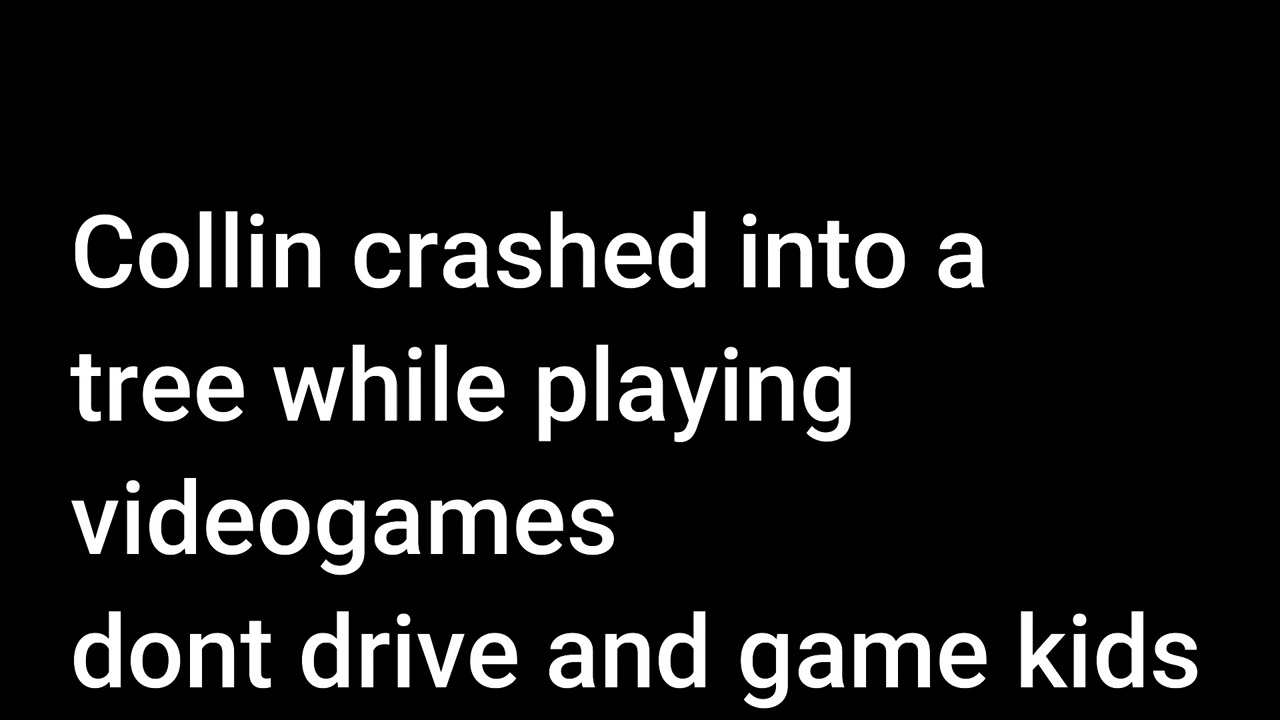 Collin crashed into a
tree while playing
videogames
dont drive and game kids